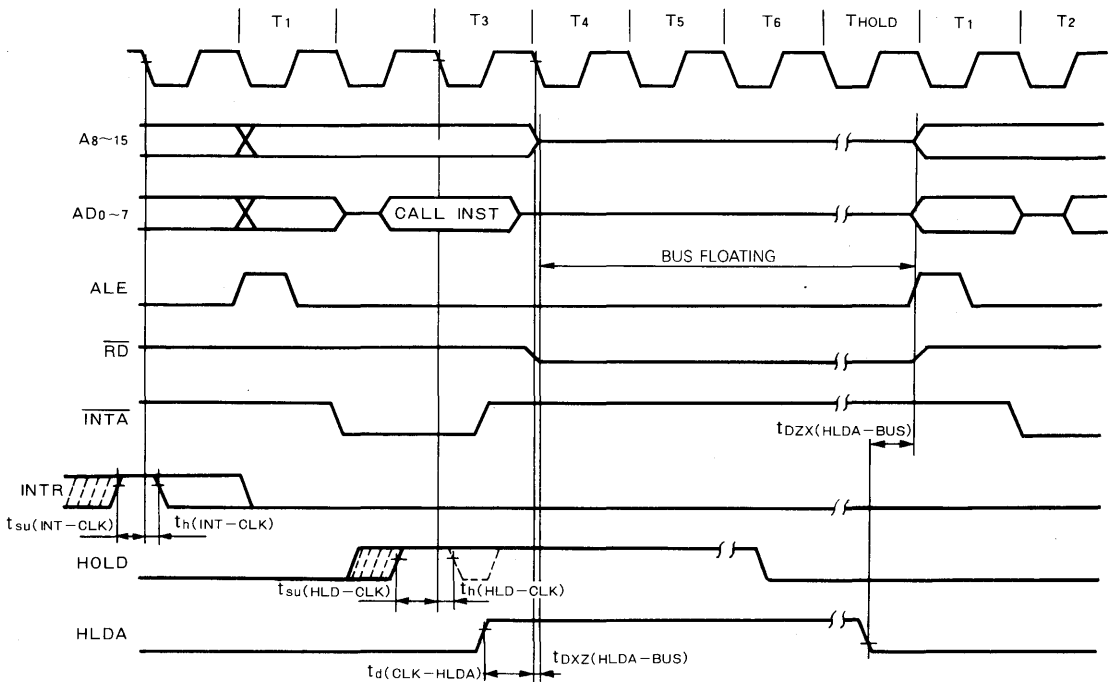 T1 T3 T4 T5 T6 THOLD T1 T2
A8~15
AD0~7 CALL INST
BUS FLOATING
ALE
RD
INTA
tDZX(HLDA-BUS)
INTR
tsu(INT-CLK) th(INT-CLK)
HOLD
tsu(HLD-CLK) th(HLD-CLK)
HLDA
tDXZ(HLDA-BUS)
td(CLK-HLDA)